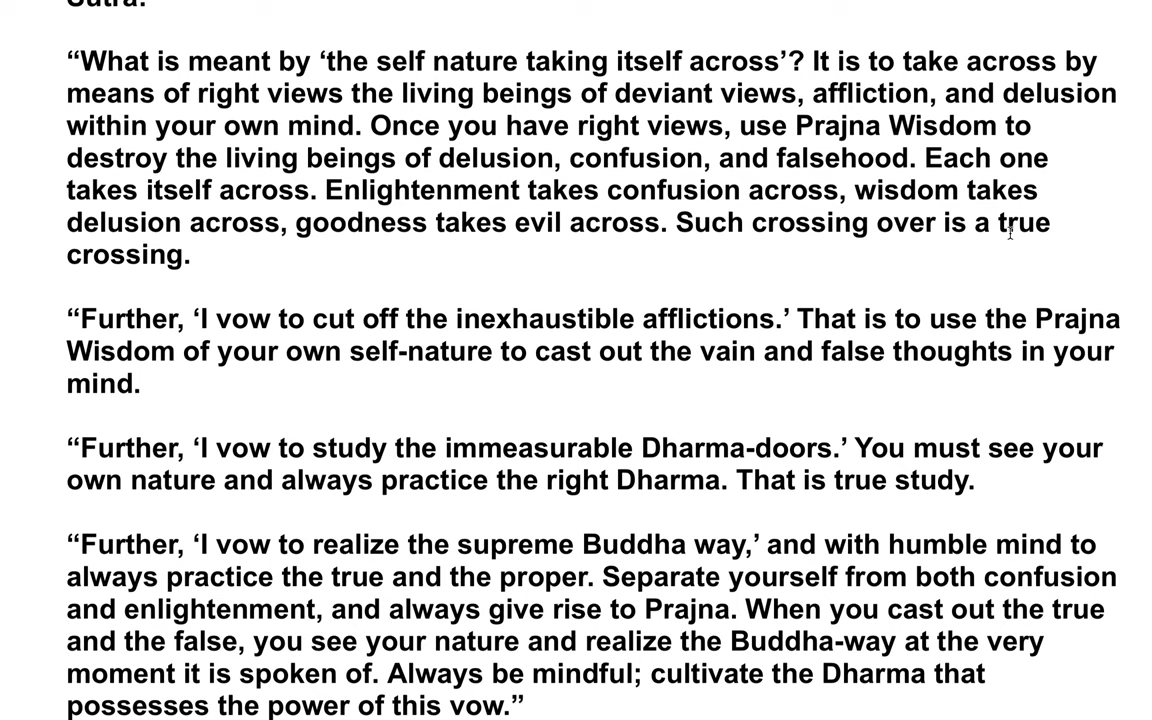 Sutra.
“What is meant by ‘the self nature taking itself across’? It is to take across by
means of right views the living beings of deviant views, affliction, and delusion
within your own mind. Once you have right views, use Prajna Wisdom to
destroy the living beings of delusion, confusion, and falsehood. Each one
takes itself across. Enlightenment takes confusion across, wisdom takes
delusion across, goodness takes evil across. Such crossing over is a true
crossing.
“Further, ‘I vow to cut off the inexhaustible afflictions.’ That is to use the Prajna
Wisdom of your own self-nature to cast out the vain and false thoughts in your
mind.
“Further, ‘I vow to study the immeasurable Dharma-doors.’ You must see your
own nature and always practice the right Dharma. That is true study.
“Further, ‘I vow to realize the supreme Buddha way,’ and with humble mind to
always practice the true and the proper. Separate yourself from both confusion
and enlightenment, and always give rise to Prajna. When you cast out the true
and the false, you see your nature and realize the Buddha-way at the very
moment it is spoken of. Always be mindful; cultivate the Dharma that
possesses the power of this vow.”